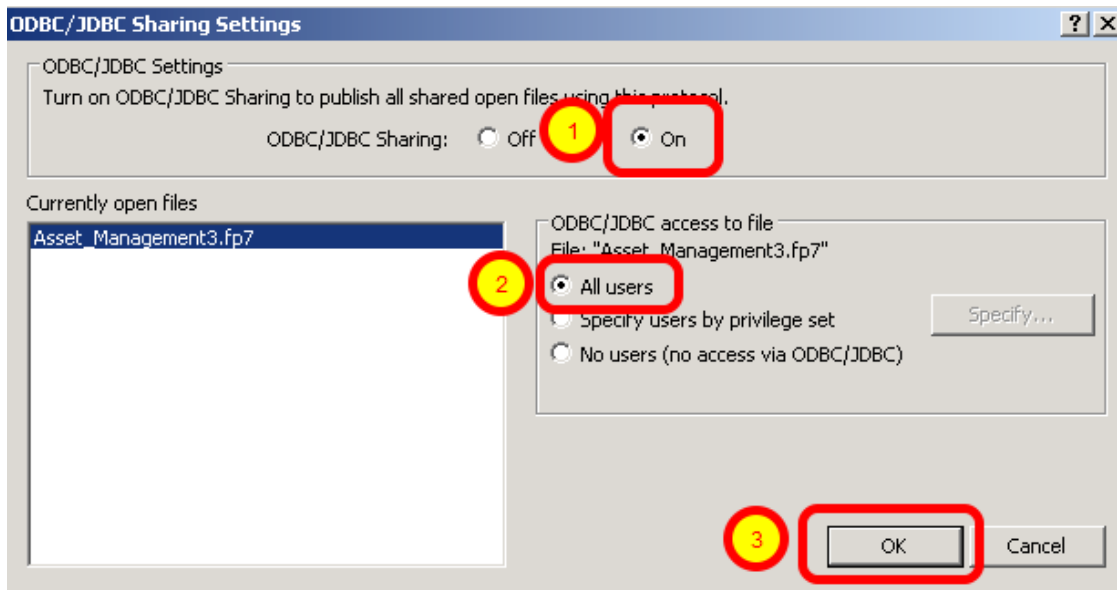 ODBC/JDBC Sharing Settings
ODBC/JDBC Settings
Turn on ODBC/JDBC Sharing to publish all shared open files using this protocol.
ODBC/JDBC Sharing: Off 1 On
Currently open files
Asset_Management3.fp7
ODBC/JDBC access to file
File: "Asset_Management3.fp7"
2 All users
Specify users by privilege set Specify...
No users (no access via ODBC/JDBC)
3 OK Cancel